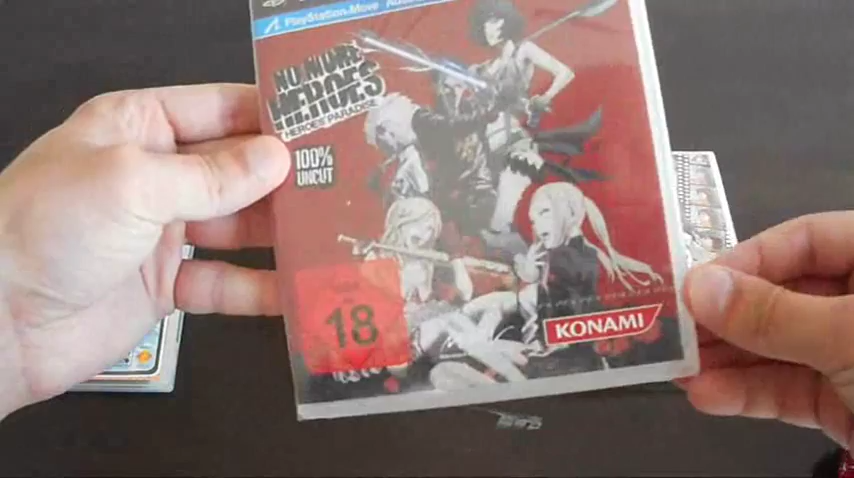 PlayStation Move
NO MORE
HEROES
HEROES' PARADISE
100%
UNCUT
18
KONAMI